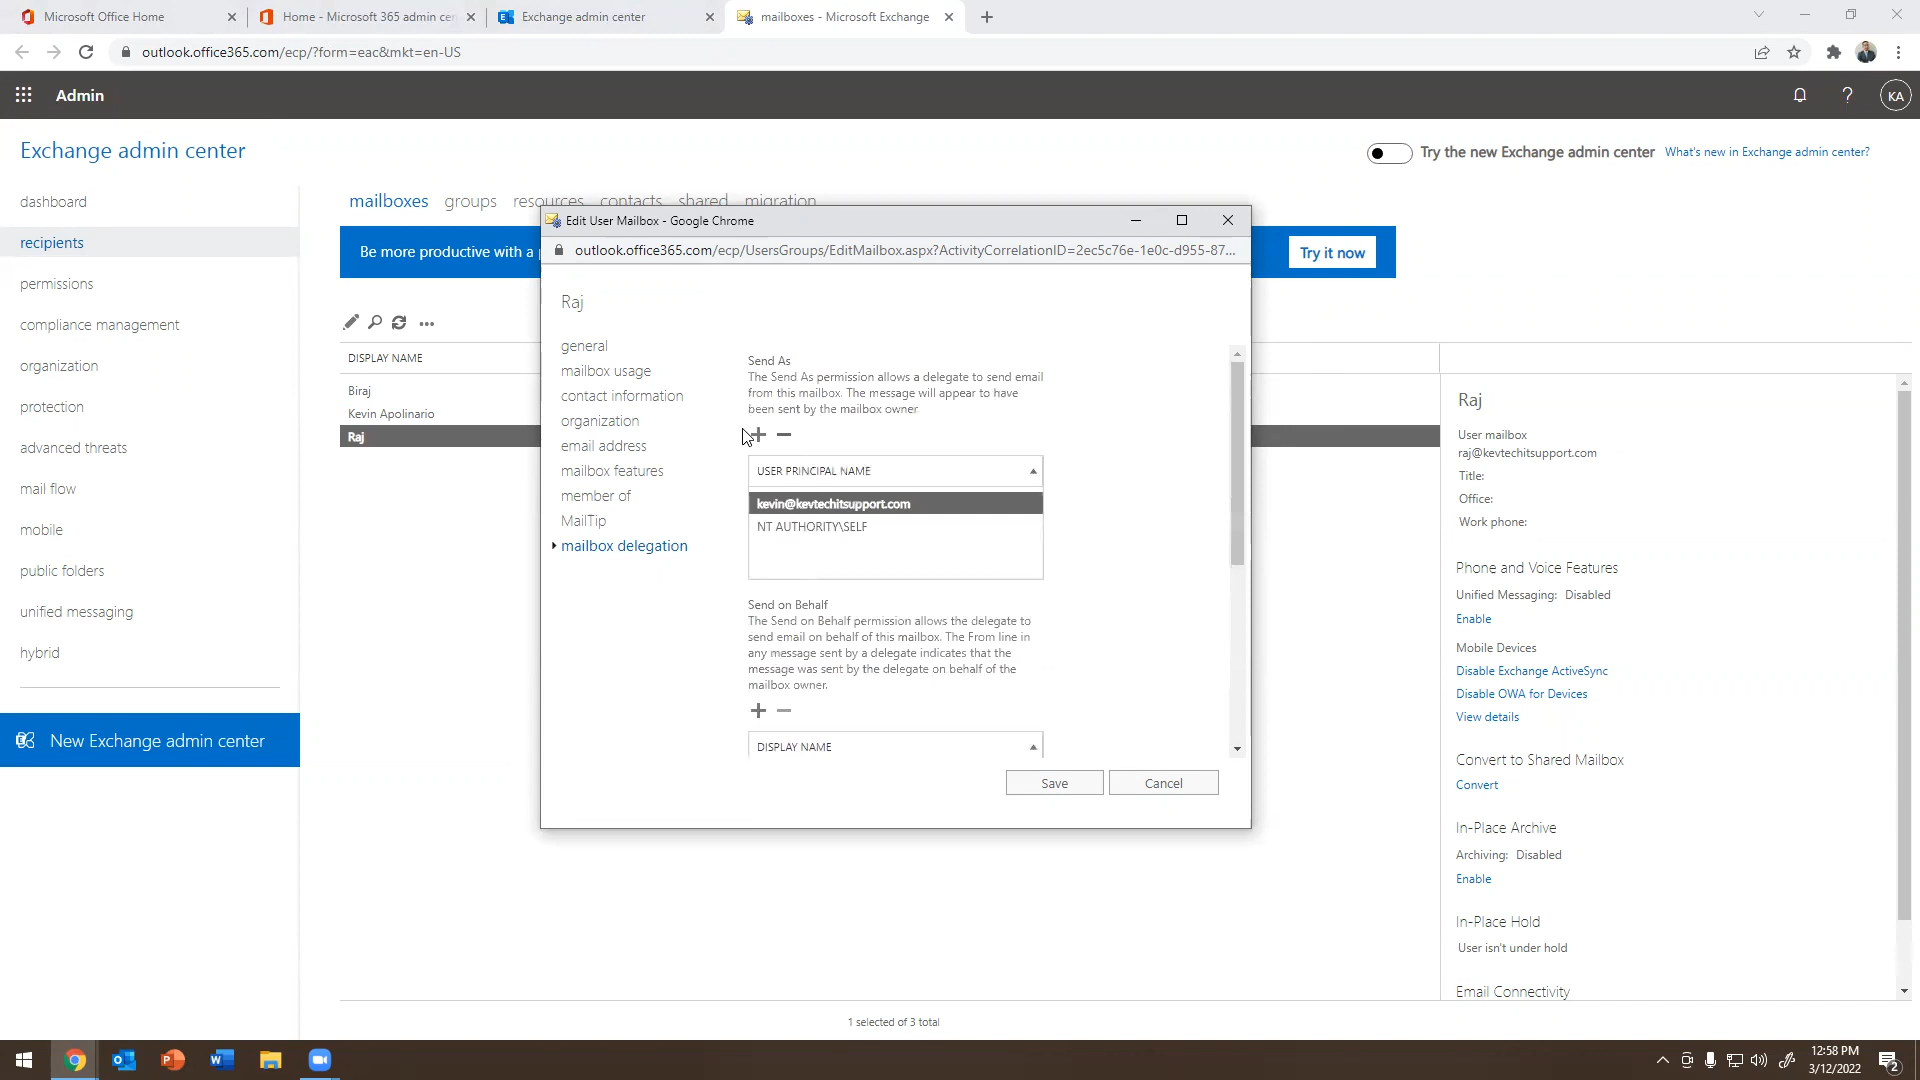 Microsoft Office Home
Home - Microsoft 365 admin cen
Exchange admin center
mailboxes - Microsoft Exchange
outlook.office365.com/ecp/?form=eac&mkt=en-US
Admin
KA
Exchange admin center
Try the new Exchange admin center
What's new in Exchange admin center?
dashboard
recipients
permissions
compliance management
organization
protection
advanced threats
mail flow
mobile
public folders
unified messaging
hybrid
New Exchange admin center
mailboxes groups resources contacts shared migration
Be more productive with a
Try it now
DISPLAY NAME
Biraj
Kevin Apolinario
Raj
Edit User Mailbox - Google Chrome
outlook.office365.com/ecp/UsersGroups/EditMailbox.aspx?ActivityCorrelationID=2ec5c76e-1e0c-d955-87...
Raj
general
mailbox usage
contact information
organization
email address
mailbox features
member of
MailTip
mailbox delegation
Send As
The Send As permission allows a delegate to send email
from this mailbox. The message will appear to have
been sent by the mailbox owner.
USER PRINCIPAL NAME
kevin@kevtechitsupport.com
NT AUTHORITY\SELF
Send on Behalf
The Send on Behalf permission allows the delegate to
send email on behalf of this mailbox. The From line in
any message sent by a delegate indicates that the
message was sent by the delegate on behalf of the
mailbox owner.
DISPLAY NAME
Save
Cancel
Raj
User mailbox
raj@kevtechitsupport.com
Title:
Office:
Work phone:
Phone and Voice Features
Unified Messaging: Disabled
Enable
Mobile Devices
Disable Exchange ActiveSync
Disable OWA for Devices
View details
Convert to Shared Mailbox
Convert
In-Place Archive
Archiving: Disabled
Enable
In-Place Hold
User isn't under hold
Email Connectivity
1 selected of 3 total
12:58 PM
3/12/2022
2